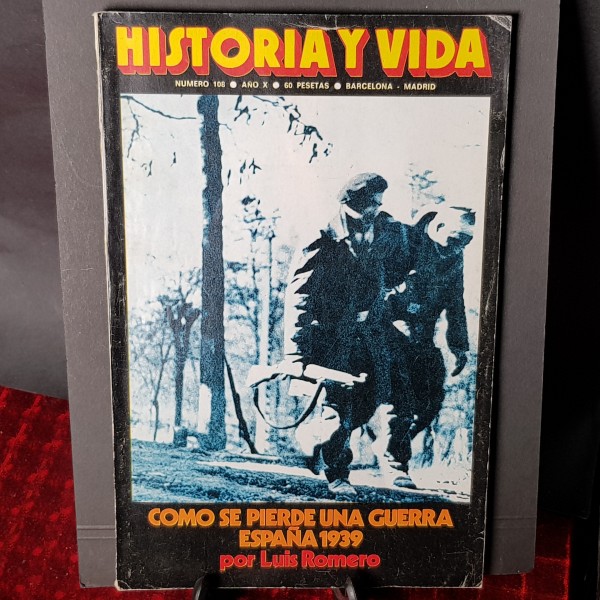 HISTORIA Y VIDA
NUMERO 108 ● AÑO X ● 60 PESETAS ● BARCELONA - MADRID
COMO SE PIERDE UNA GUERRA
ESPAÑA 1939
por Luis Romero